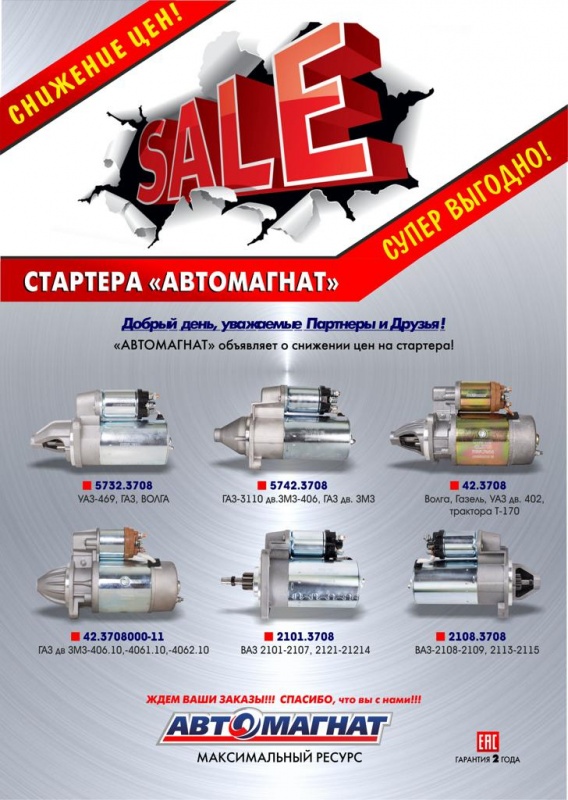 СНИЖЕНИЕ ЦЕН!
SALE
СУПЕР ВЫГОДНО!
СТАРТЕРА «АВТОМАГНАТ»
Добрый день, уважаемые Партнеры и Друзья!
«АВТОМАГНАТ» объявляет о снижении цен на стартера!
5732.3708
УАЗ-469, ГАЗ, ВОЛГА
5742.3708
ГАЗ-3110 дв.ЗМЗ-406, ГАЗ дв. ЗМЗ
42.3708
Волга, Газель, УАЗ дв. 402,
трактора Т-170
42.3708000-11
ГАЗ дв ЗМЗ-406.10,-4061.10,-4062.10
2101.3708
ВАЗ 2101-2107, 2121-21214
2108.3708
ВАЗ-2108-2109, 2113-2115
ЖДЕМ ВАШИ ЗАКАЗЫ!!! СПАСИБО, что вы с нами!!!
АВТОМАГНАТ
МАКСИМАЛЬНЫЙ РЕСУРС
EAC
ГАРАНТИЯ 2 ГОДА